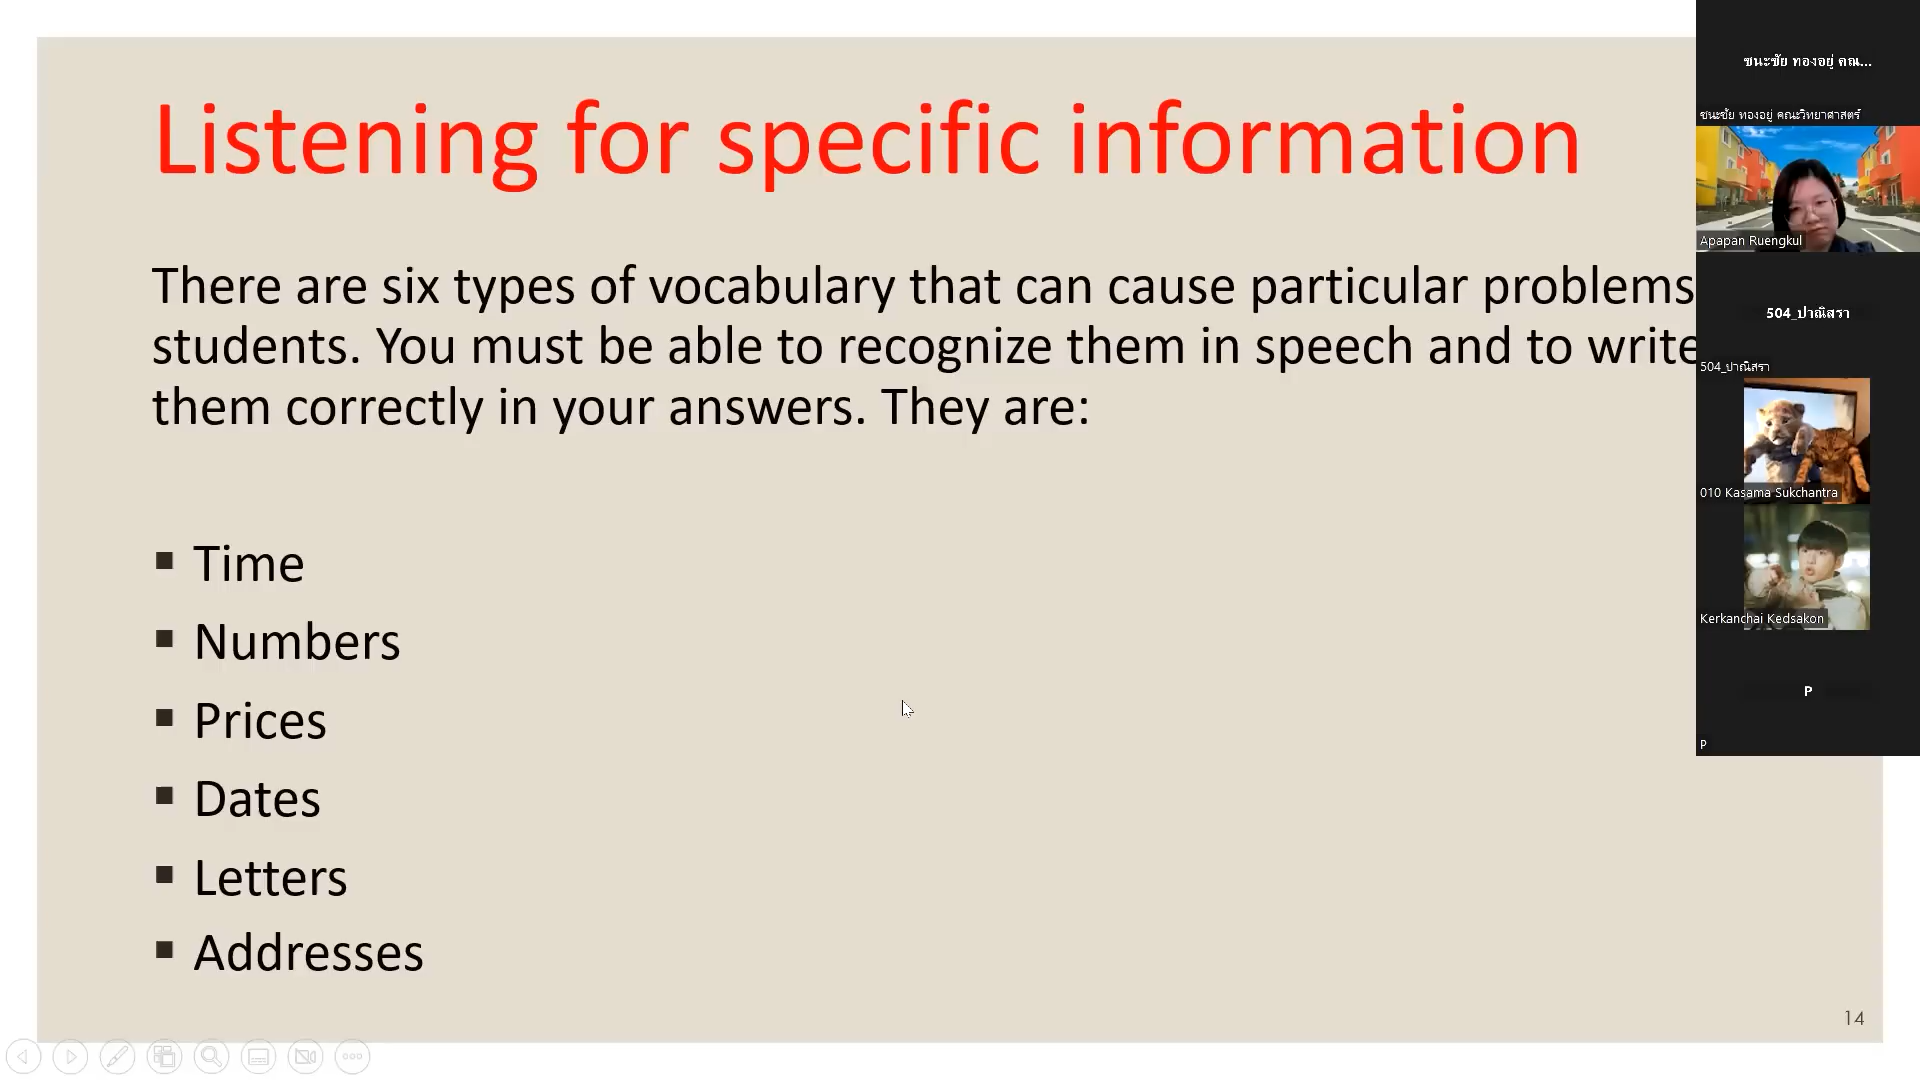 Listening for specific information
There are six types of vocabulary that can cause particular problems
students. You must be able to recognize them in speech and to write
them correctly in your answers. They are:
▪ Time
▪ Numbers
▪ Prices
▪ Dates
▪ Letters
▪ Addresses
14
ชนะชัย ทองอยู่ คณ...
ชนะชัย ทองอยู่ คณะวิทยาศาสตร์
Apapan Ruengkul
504_ปาณิสรา
504_ปาณิสรา
010 Kasama Sukchantra
Kerkanchai Kedsakon
P
P